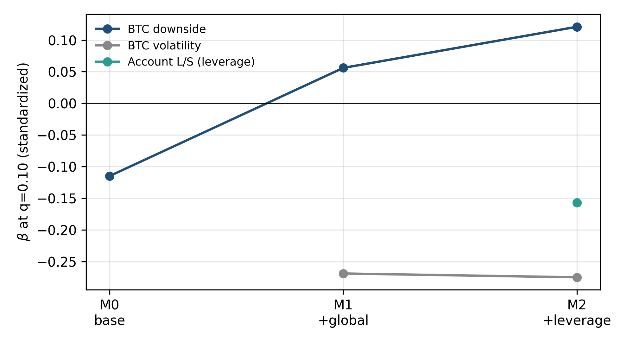 BTC downside
BTC volatility
Account L/S (leverage)
β at q=0.10 (standardized)
0.10
0.05
0.00
−0.05
−0.10
−0.15
−0.20
−0.25
M0
base
M1
+global
M2
+leverage